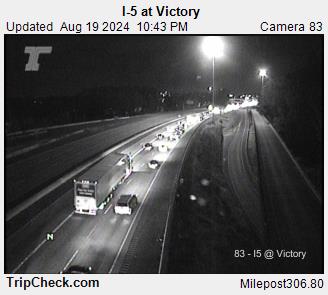 I-5 at Victory
Updated Aug 19 2024 10:43 PM Camera 83
T
N
83 - I5 @ Victory
TripCheck.com Milepost306.80